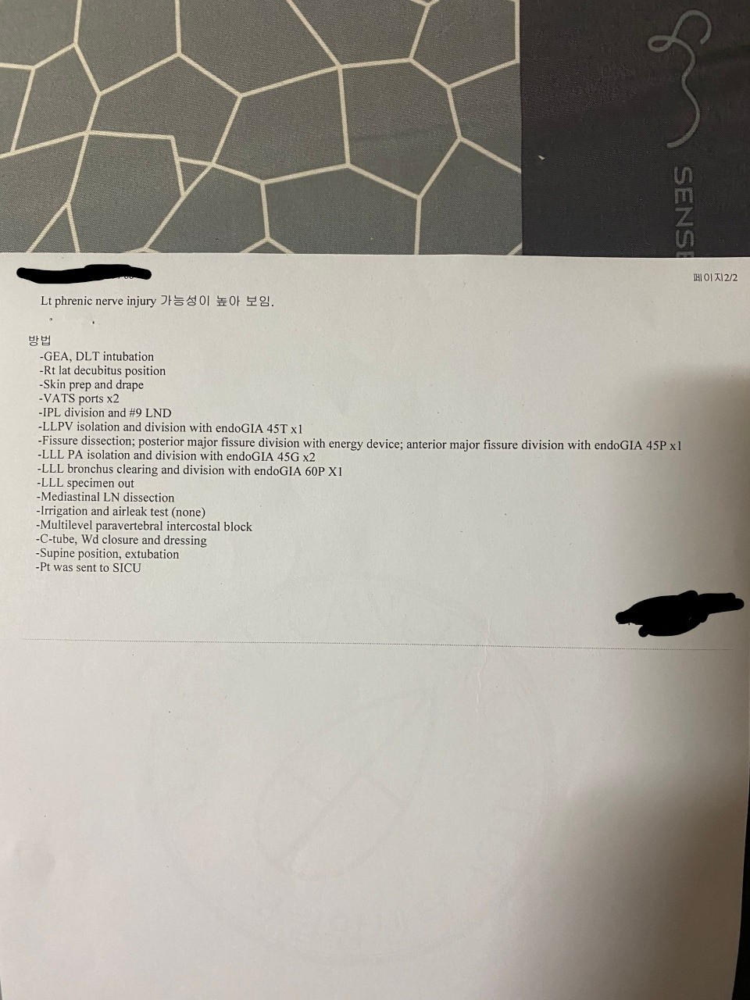 SENSE
페이지2/2
Lt phrenic nerve injury 가능성이 높아 보임.
방법
-GEA, DLT intubation
-Rt lat decubitus position
-Skin prep and drape
-VATS ports x2
-IPL division and #9 LND
-LLPV isolation and division with endoGIA 45T x1
-Fissure dissection; posterior major fissure division with energy device; anterior major fissure division with endoGIA 45P x1
-LLL PA isolation and division with endoGIA 45G x2
-LLL bronchus clearing and division with endoGIA 60P X1
-LLL specimen out
-Mediastinal LN dissection
-Irrigation and airleak test (none)
-Multilevel paravertebral intercostal block
-C-tube, Wd closure and dressing
-Supine position, extubation
-Pt was sent to SICU